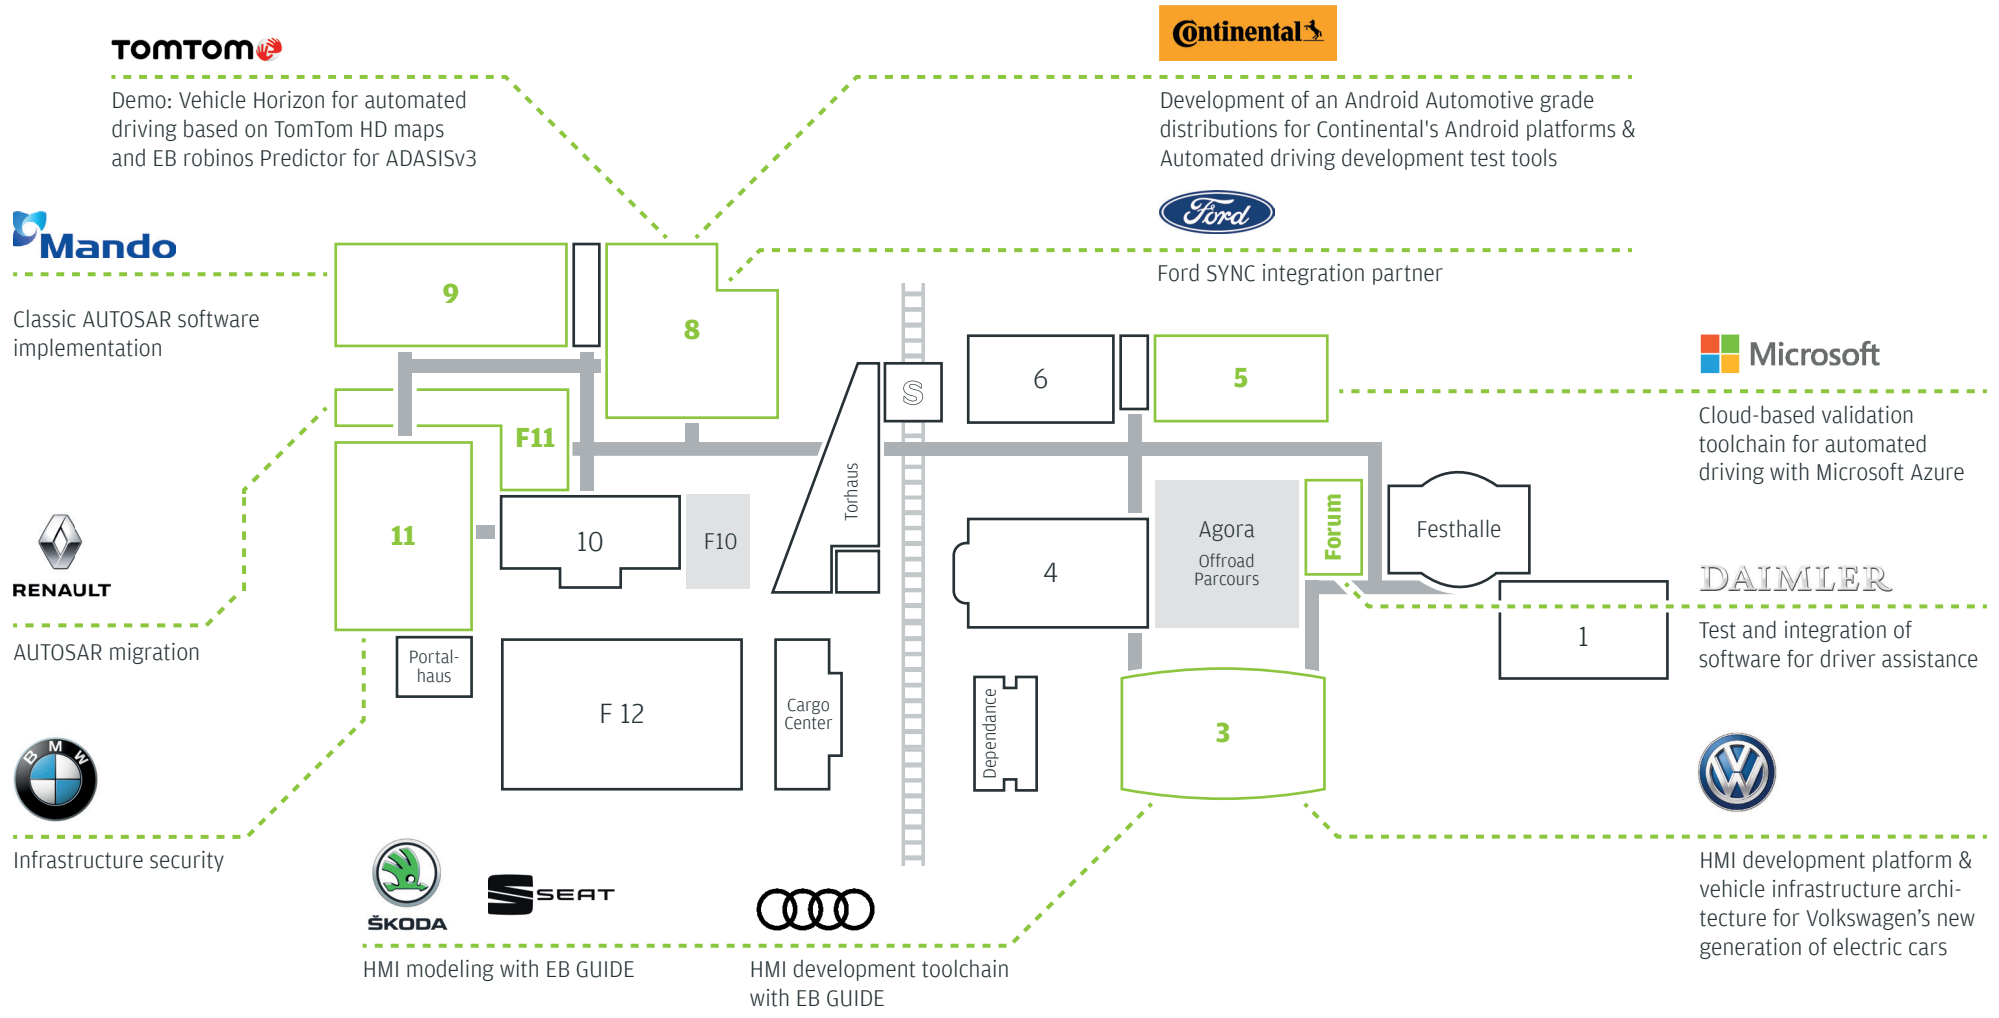 TOMTOM
Demo: Vehicle Horizon for automated
driving based on TomTom HD maps
and EB robinos Predictor for ADASISv3
Continental
Development of an Android Automotive grade
distributions for Continental's Android platforms &
Automated driving development test tools
Ford
Ford SYNC integration partner
Mando
Classic AUTOSAR software
implementation
9
8
6
5
S
Microsoft
Cloud-based validation
toolchain for automated
driving with Microsoft Azure
F11
11
10
F10
Torhaus
4
Agora
Offroad
Parcours
Forum
Festhalle
1
RENAULT
AUTOSAR migration
DAIMLER
Test and integration of
software for driver assistance
Portal-
haus
F 12
Cargo
Center
Dependance
3
BMW
Infrastructure security
VW
HMI development platform &
vehicle infrastructure archi-
tecture for Volkswagen’s new
generation of electric cars
ŠKODA
SEAT
HMI modeling with EB GUIDE
HMI development toolchain
with EB GUIDE